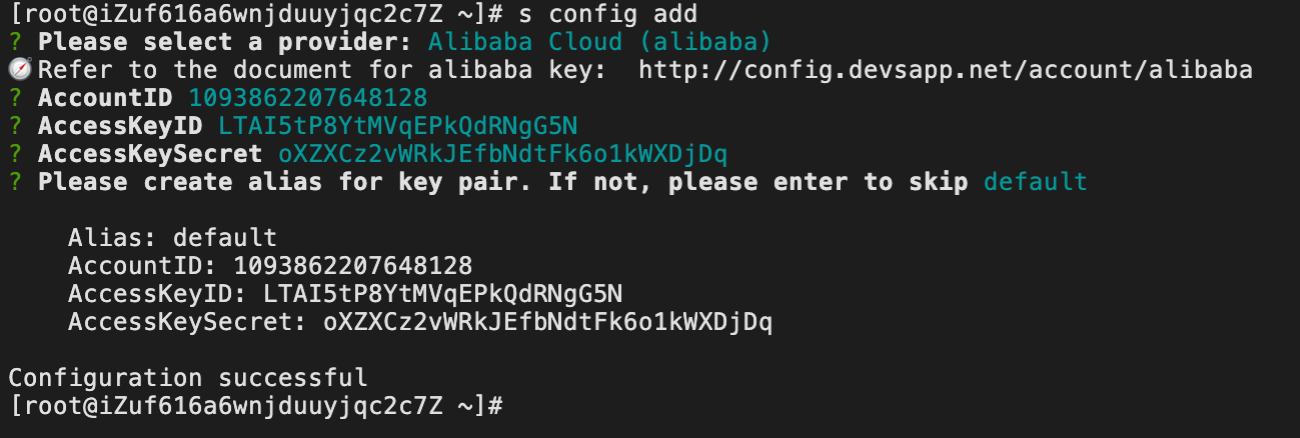 [root@iZuf616a6wnjduuyjqc2c7Z ~]# s config add
? Please select a provider: Alibaba Cloud (alibaba)
Refer to the document for alibaba key: http://config.devsapp.net/account/alibaba
? AccountID 1093862207648128
? AccessKeyID LTAI5tP8YtMVqEPkQdRNgG5N
? AccessKeySecret oXZXCz2vWRkJEfbNdtFk6o1kWXDjDq
? Please create alias for key pair. If not, please enter to skip default
Alias: default
AccountID: 1093862207648128
AccessKeyID: LTAI5tP8YtMVqEPkQdRNgG5N
AccessKeySecret: oXZXCz2vWRkJEfbNdtFk6o1kWXDjDq
Configuration successful
[root@iZuf616a6wnjduuyjqc2c7Z ~]#